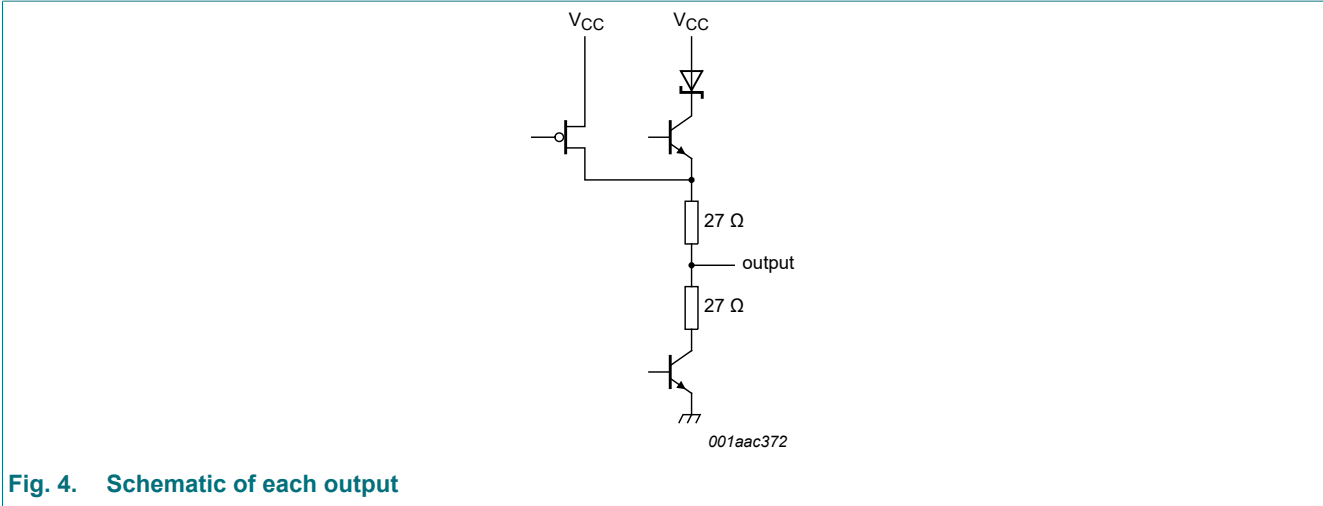 VCC VCC
27 Ω
output
27 Ω
001aac372
Fig. 4. Schematic of each output